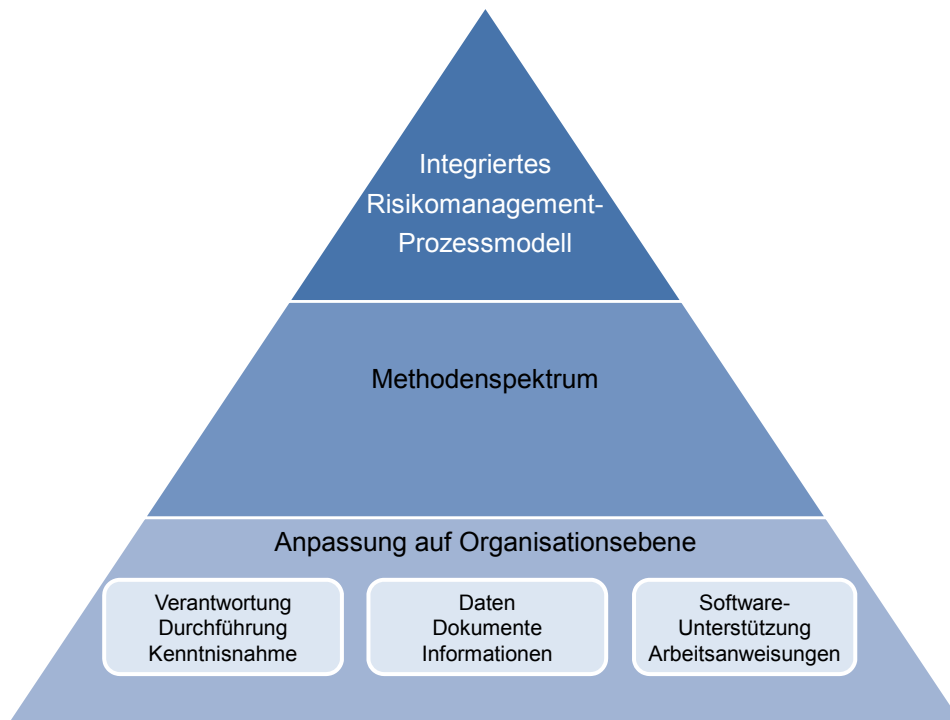 Integriertes
Risikomanagement-
Prozessmodell
Methodenspektrum
Anpassung auf Organisationsebene
Verantwortung
Durchführung
Kenntnisnahme
Daten
Dokumente
Informationen
Software-
Unterstützung
Arbeitsanweisungen